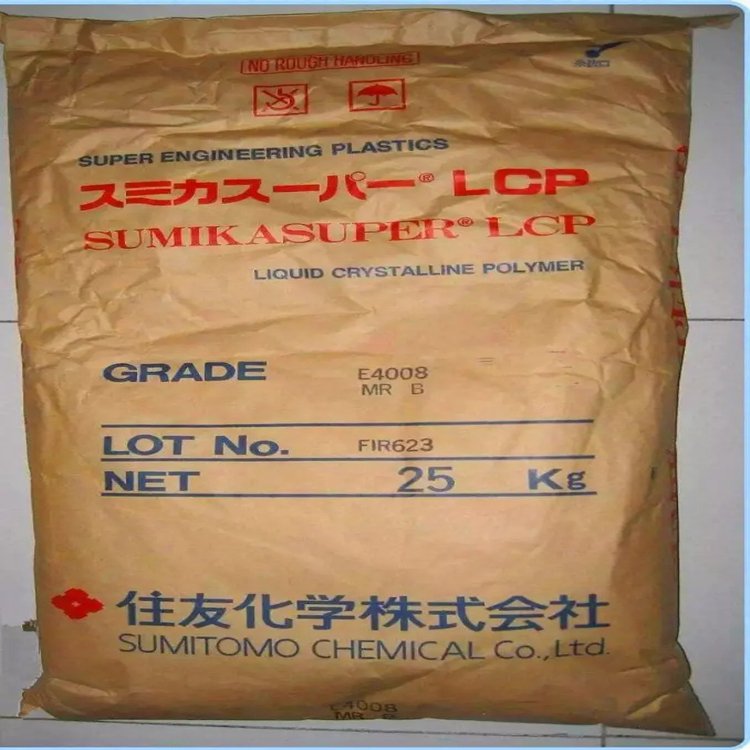 NO ROUGH HANDLING
SUPER ENGINEERING PLASTICS
スミカスーパー® LCP
SUMIKASUPER® LCP
LIQUID CRYSTALLINE POLYMER
GRADE E4008
MR B
LOT No. FIR623
NET 25 Kg
住友化学株式会社
SUMITOMO CHEMICAL Co.,Ltd.
E4008
MR B